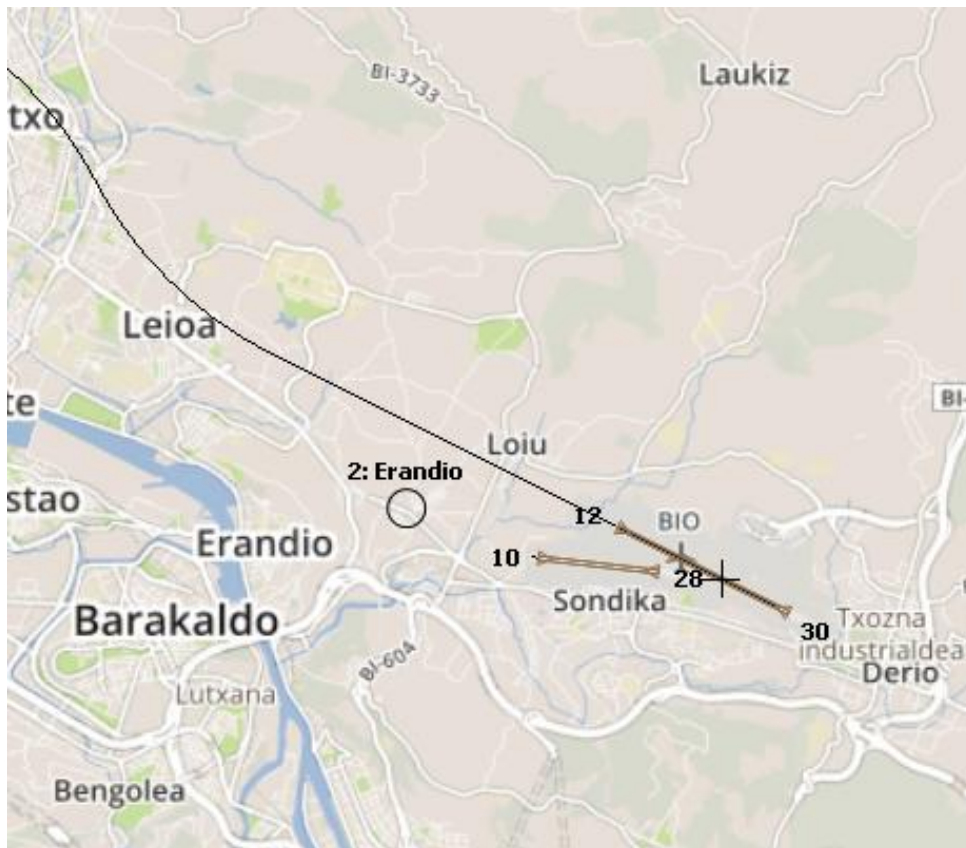 BI-3733
Laukiz
txo
Leioa
te
BI-
Loiu
2: Erandio
stao
12
BIO
Erandio
10
28
Sondika
Barakaldo
30
Txozna
industrialdea
BI-604
Derio
Lutxana
Bengolea